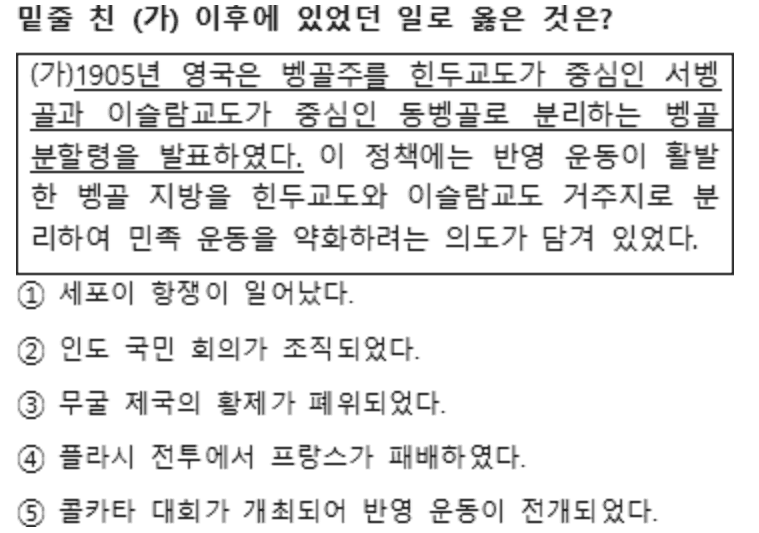 밑줄 친 (가) 이후에 있었던 일로 옳은 것은?
(가)1905년 영국은 벵골주를 힌두교도가 중심인 서벵
골과 이슬람교도가 중심인 동벵골로 분리하는 벵골
분할령을 발표하였다. 이 정책에는 반영 운동이 활발
한 벵골 지방을 힌두교도와 이슬람교도 거주지로 분
리하여 민족 운동을 약화하려는 의도가 담겨 있었다.
① 세포이 항쟁이 일어났다.
② 인도 국민 회의가 조직되었다.
③ 무굴 제국의 황제가 폐위되었다.
④ 플라시 전투에서 프랑스가 패배하였다.
⑤ 콜카타 대회가 개최되어 반영 운동이 전개되었다.